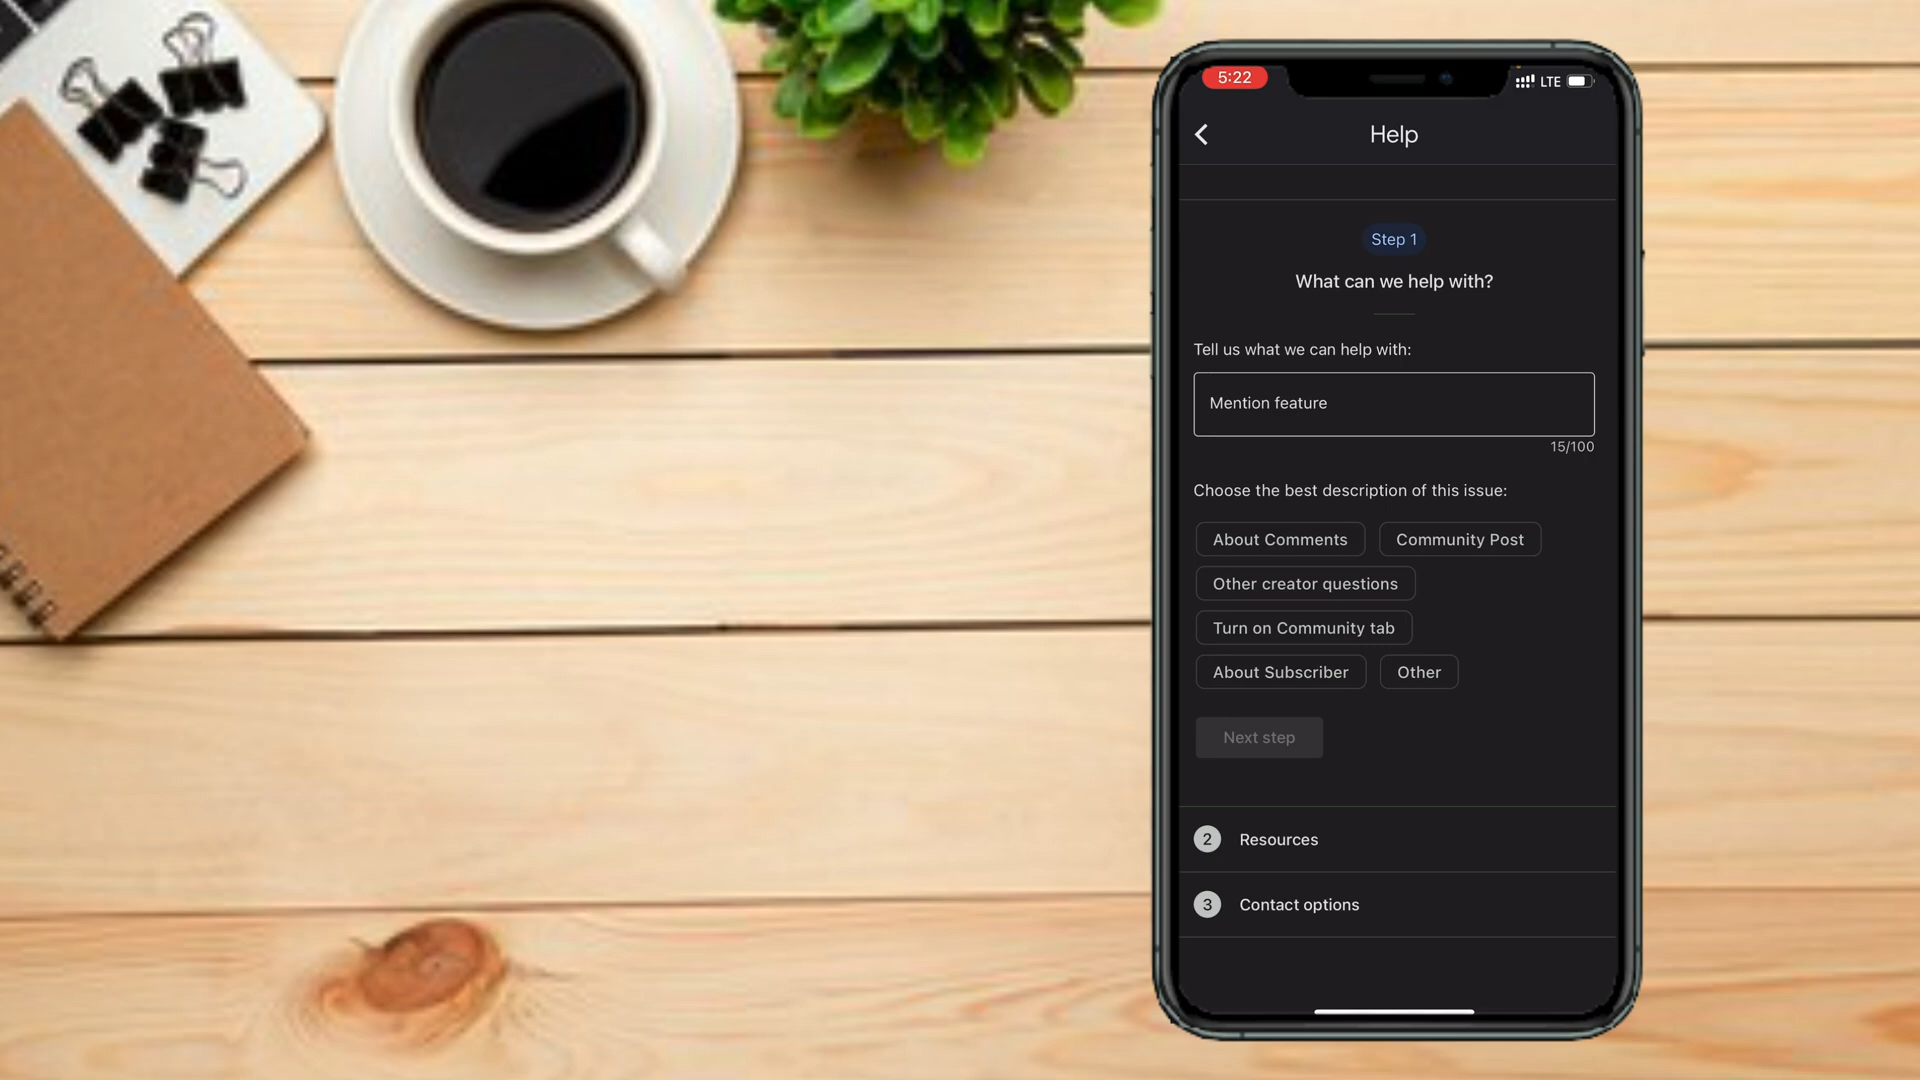 5:22
LTE
Help
Step 1
What can we help with?
Tell us what we can help with:
Mention feature
15/100
Choose the best description of this issue:
About Comments Community Post
Other creator questions
Turn on Community tab
About Subscriber Other
Next step
2 Resources
3 Contact options